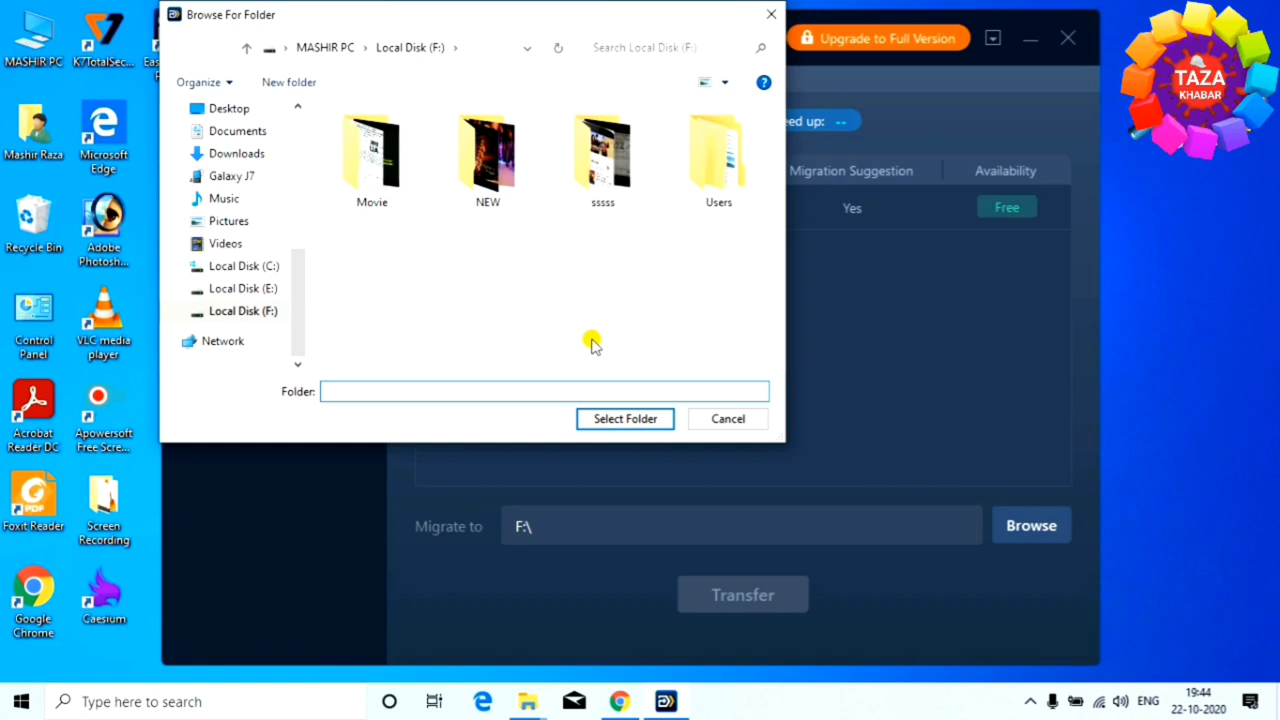 Browse For Folder
MASHIR PC > Local Disk (F:) >
Search Local Disk (F:)
Organize
New folder
Desktop
Documents
Downloads
Galaxy J7
Music
Pictures
Videos
Local Disk (C:)
Local Disk (E:)
Local Disk (F:)
Network
Movie
NEW
sssss
Users
Folder:
Select Folder
Cancel
Upgrade to Full Version
eed up: --
Migration Suggestion
Availability
Yes
Free
Migrate to
F:\
Browse
Transfer
TAZA
KHABAR
MASHIR PC
K7TotalSec...
Mashir Raza
Microsoft
Edge
Recycle Bin
Adobe
Photosh...
Control
Panel
VLC media
player
Acrobat
Reader DC
Apowersoft
Free Scre...
Foxit Reader
Screen
Recording
Google
Chrome
Caesium
Type here to search
ENG
19:44
22-10-2020